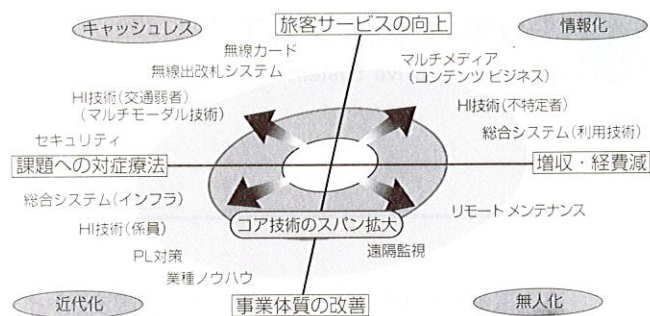 キャッシュレス
旅客サービスの向上
情報化
無線カード
無線出改札システム
HI技術(交通弱者)
(マルチモーダル技術)
セキュリティ
マルチメディア
(コンテンツ ビジネス)
HI技術(不特定者)
総合システム(利用技術)
課題への対症療法
増収・経費減
総合システム(インフラ)
HI技術(係員)
PL対策
業種ノウハウ
コア技術のスパン拡大
リモート メンテナンス
遠隔監視
近代化
事業体質の改善
無人化